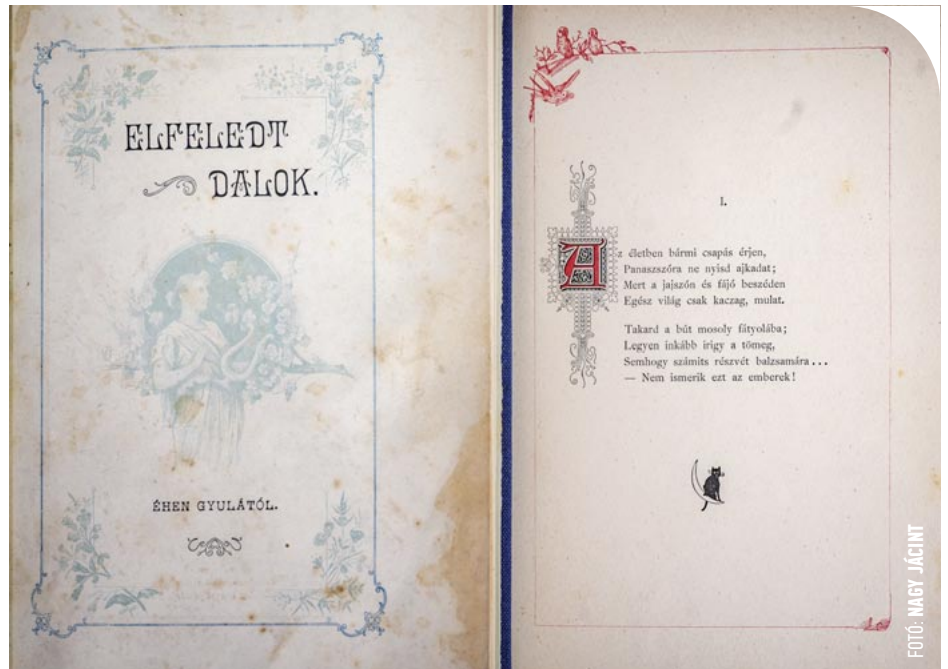 ELFELEDT
DALOK.
ÉHEN GYULÁTÓL.
I.
Az életben bármi csapás érjen,
Panaszszóra ne nyisd ajkadat;
Mert a jajszón és fájó beszéden
Egész világ csak kaczag, mulat.
Takard a bút mosoly fátyolába;
Legyen inkább irigy a tömeg,
Semhogy számits részvét balzsamára...
— Nem ismerik ezt az emberek!
FOTÓ: NAGY JÁCINT